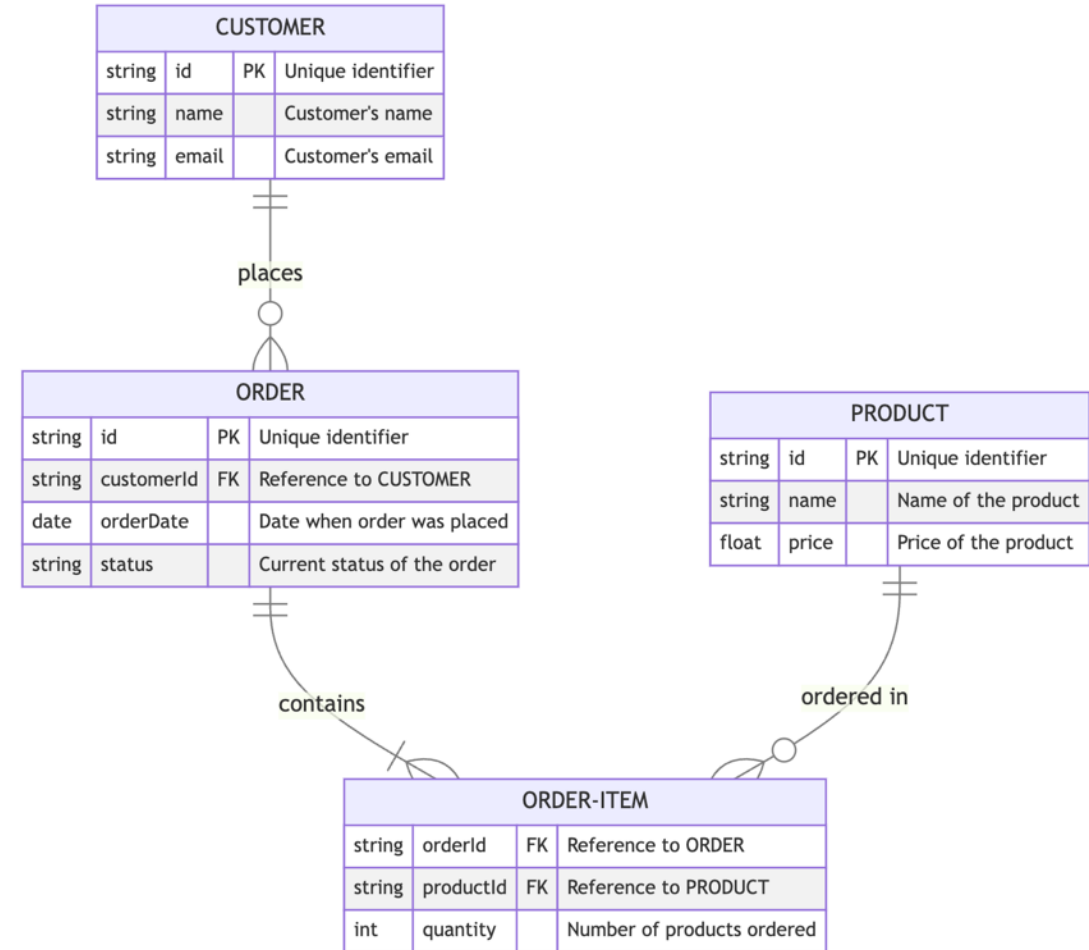 CUSTOMER
string id PK Unique identifier
string name Customer's name
string email Customer's email
places
ORDER
string id PK Unique identifier
string customerId FK Reference to CUSTOMER
date orderDate Date when order was placed
string status Current status of the order
PRODUCT
string id PK Unique identifier
string name Name of the product
float price Price of the product
contains
ordered in
ORDER-ITEM
string orderId FK Reference to ORDER
string productId FK Reference to PRODUCT
int quantity Number of products ordered